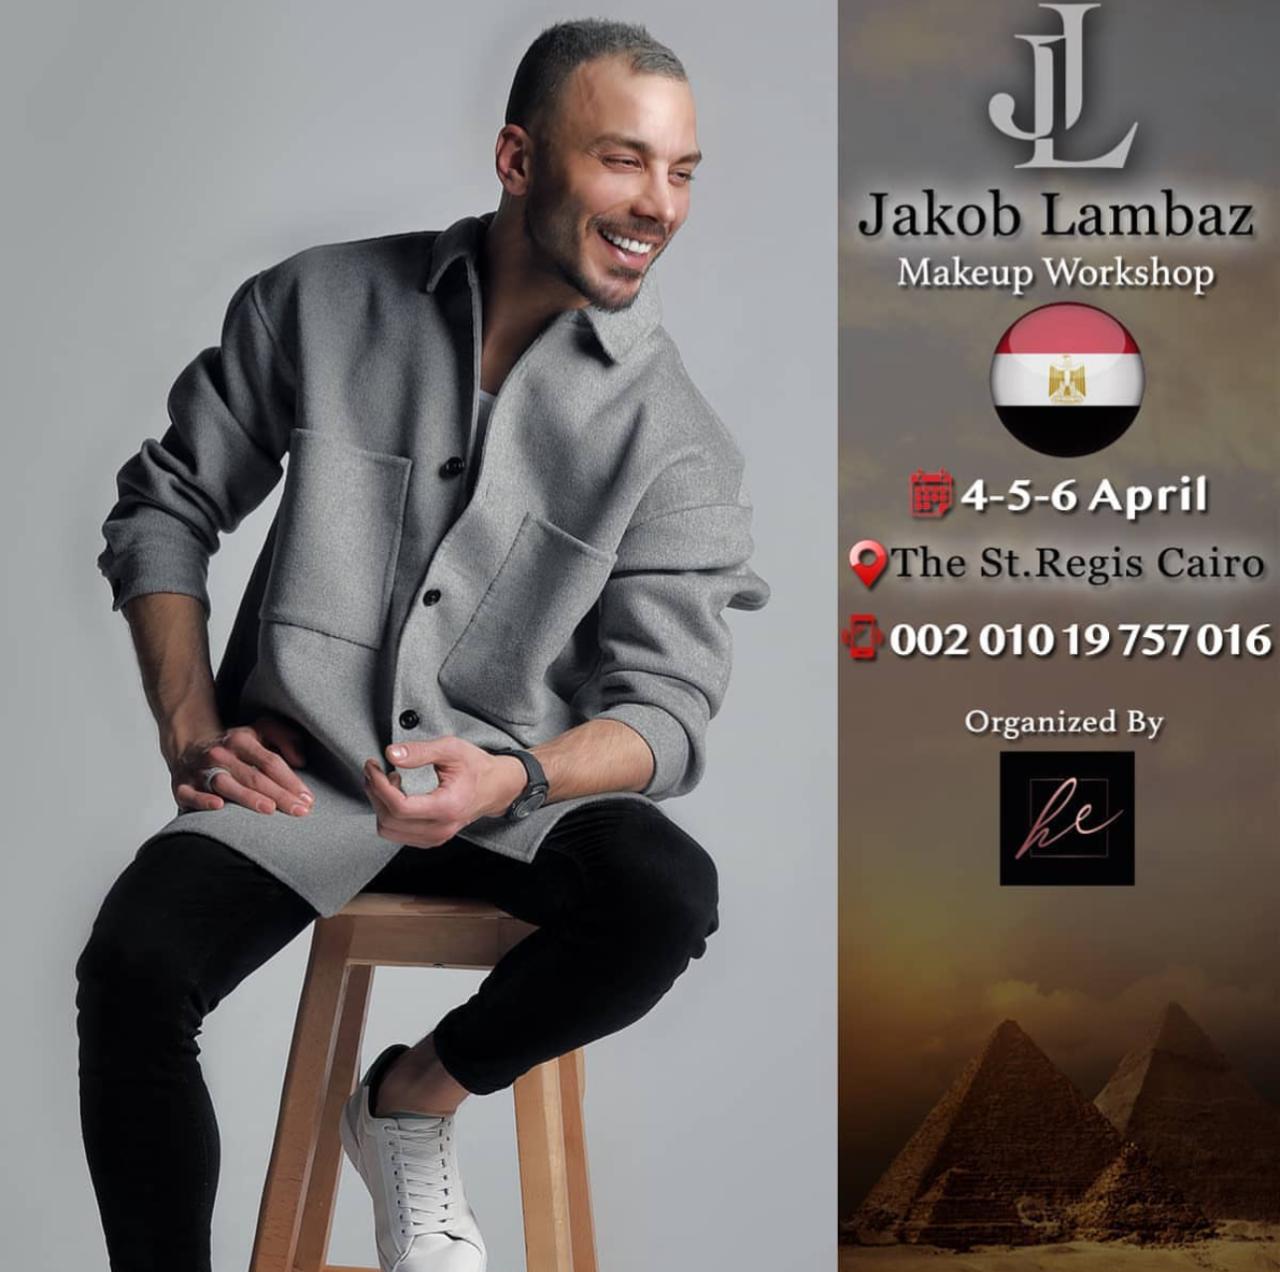 JL
Jakob Lambaz
Makeup Workshop
4-5-6 April
The St.Regis Cairo
002 010 19 757 016
Organized By
he